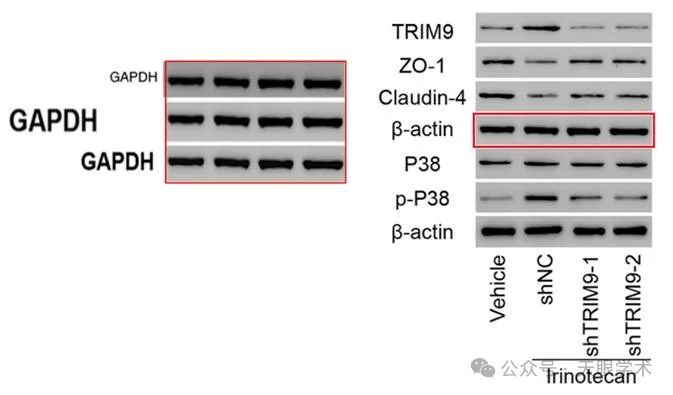 GAPDH
GAPDH
GAPDH
TRIM9
ZO-1
Claudin-4
β-actin
P38
p-P38
β-actin
Vehicle
shNC
shTRIM9-1
shTRIM9-2
Irinotecan
公众号·天眼学术